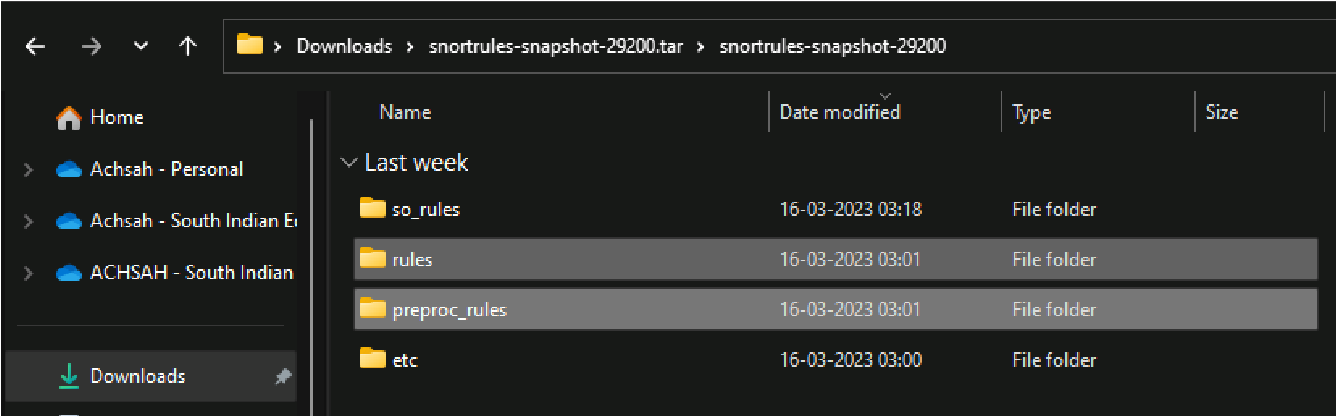 Downloads > snortrules-snapshot-29200.tar > snortrules-snapshot-29200
Home
Achsah - Personal
Achsah - South Indian E
ACHSAH - South Indian
Downloads
Name Date modified Type Size
Last week
so_rules 16-03-2023 03:18 File folder
rules 16-03-2023 03:01 File folder
preproc_rules 16-03-2023 03:01 File folder
etc 16-03-2023 03:00 File folder